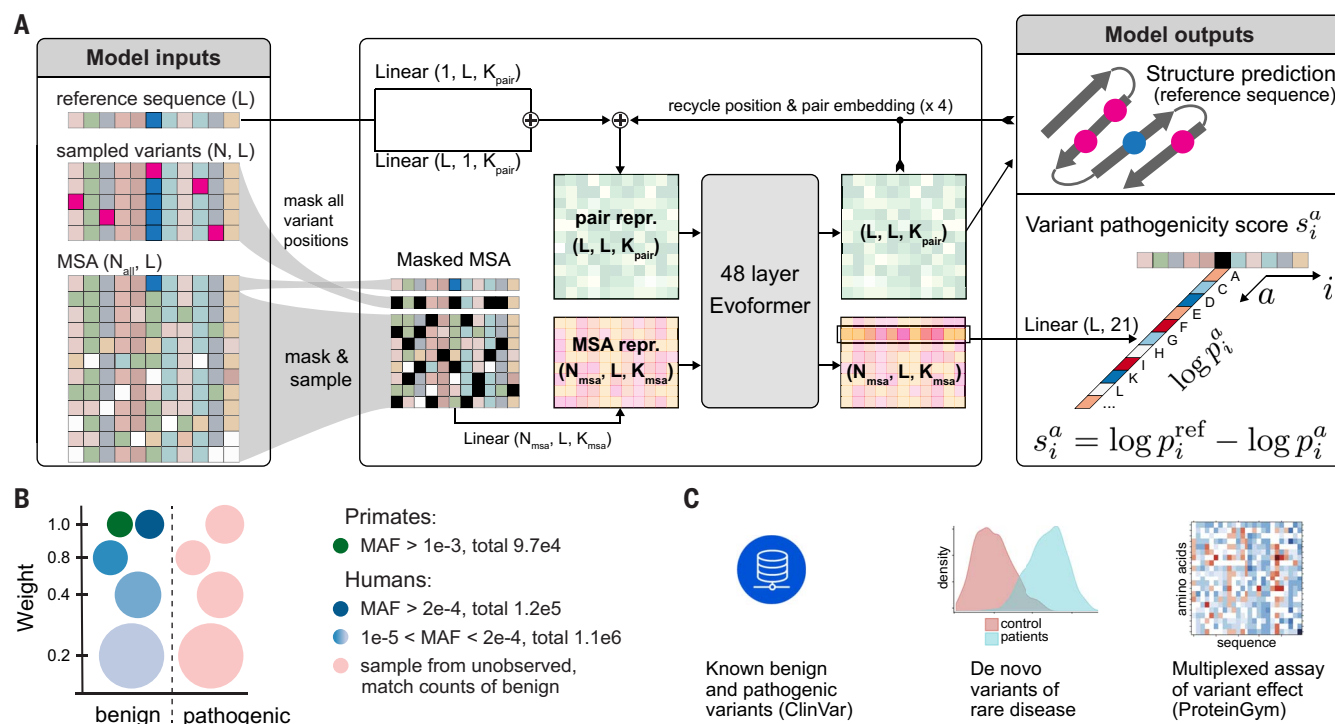 A
Model inputs
reference sequence (L)
sampled variants (N, L)
MSA (N_all, L)
mask all
variant
positions
mask &
sample
Linear (1, L, K_pair)
Linear (L, 1, K_pair)
recycle position & pair embedding (x 4)
Masked MSA
Linear (N_msa, L, K_msa)
pair repr.
(L, L, K_pair)
MSA repr.
(N_msa, L, K_msa)
48 layer
Evoformer
(L, L, K_pair)
(N_msa, L, K_msa)
Linear (L, 21)
Model outputs
Structure prediction
(reference sequence)
Variant pathogenicity score s_i^a
A
C
D
E
F
G
H
I
K
L
...
a
i
log p_i^a
s_i^a = log p_i^ref − log p_i^a
B
Weight
1.0
0.8
0.4
0.2
benign
pathogenic
Primates:
MAF > 1e-3, total 9.7e4
Humans:
MAF > 2e-4, total 1.2e5
1e-5 < MAF < 2e-4, total 1.1e6
sample from unobserved,
match counts of benign
C
Known benign
and pathogenic
variants (ClinVar)
density
control
patients
De novo
variants of
rare disease
amino acids
sequence
Multiplexed assay
of variant effect
(ProteinGym)